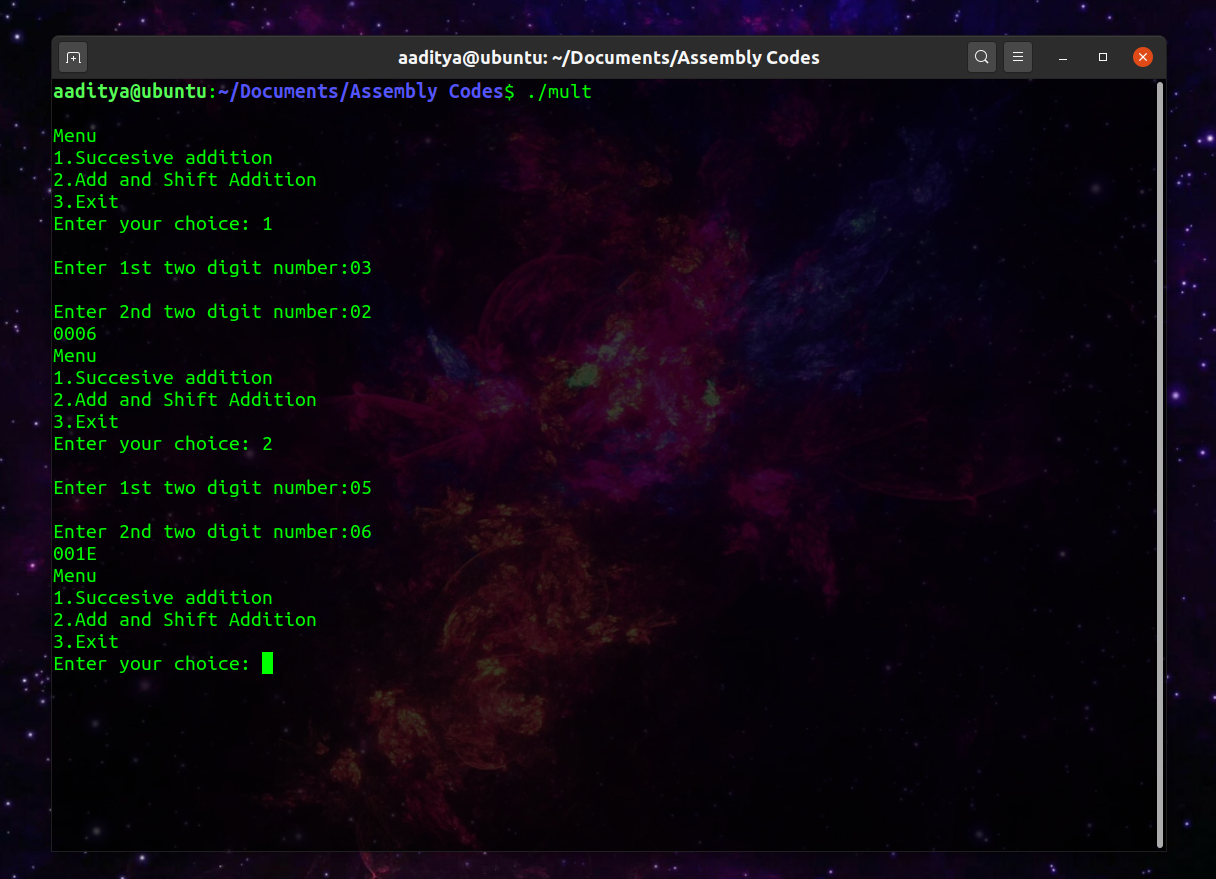 aaditya@ubuntu: ~/Documents/Assembly Codes
aaditya@ubuntu:~/Documents/Assembly Codes$ ./mult
Menu
1.Succesive addition
2.Add and Shift Addition
3.Exit
Enter your choice: 1
Enter 1st two digit number:03
Enter 2nd two digit number:02
0006
Menu
1.Succesive addition
2.Add and Shift Addition
3.Exit
Enter your choice: 2
Enter 1st two digit number:05
Enter 2nd two digit number:06
001E
Menu
1.Succesive addition
2.Add and Shift Addition
3.Exit
Enter your choice: